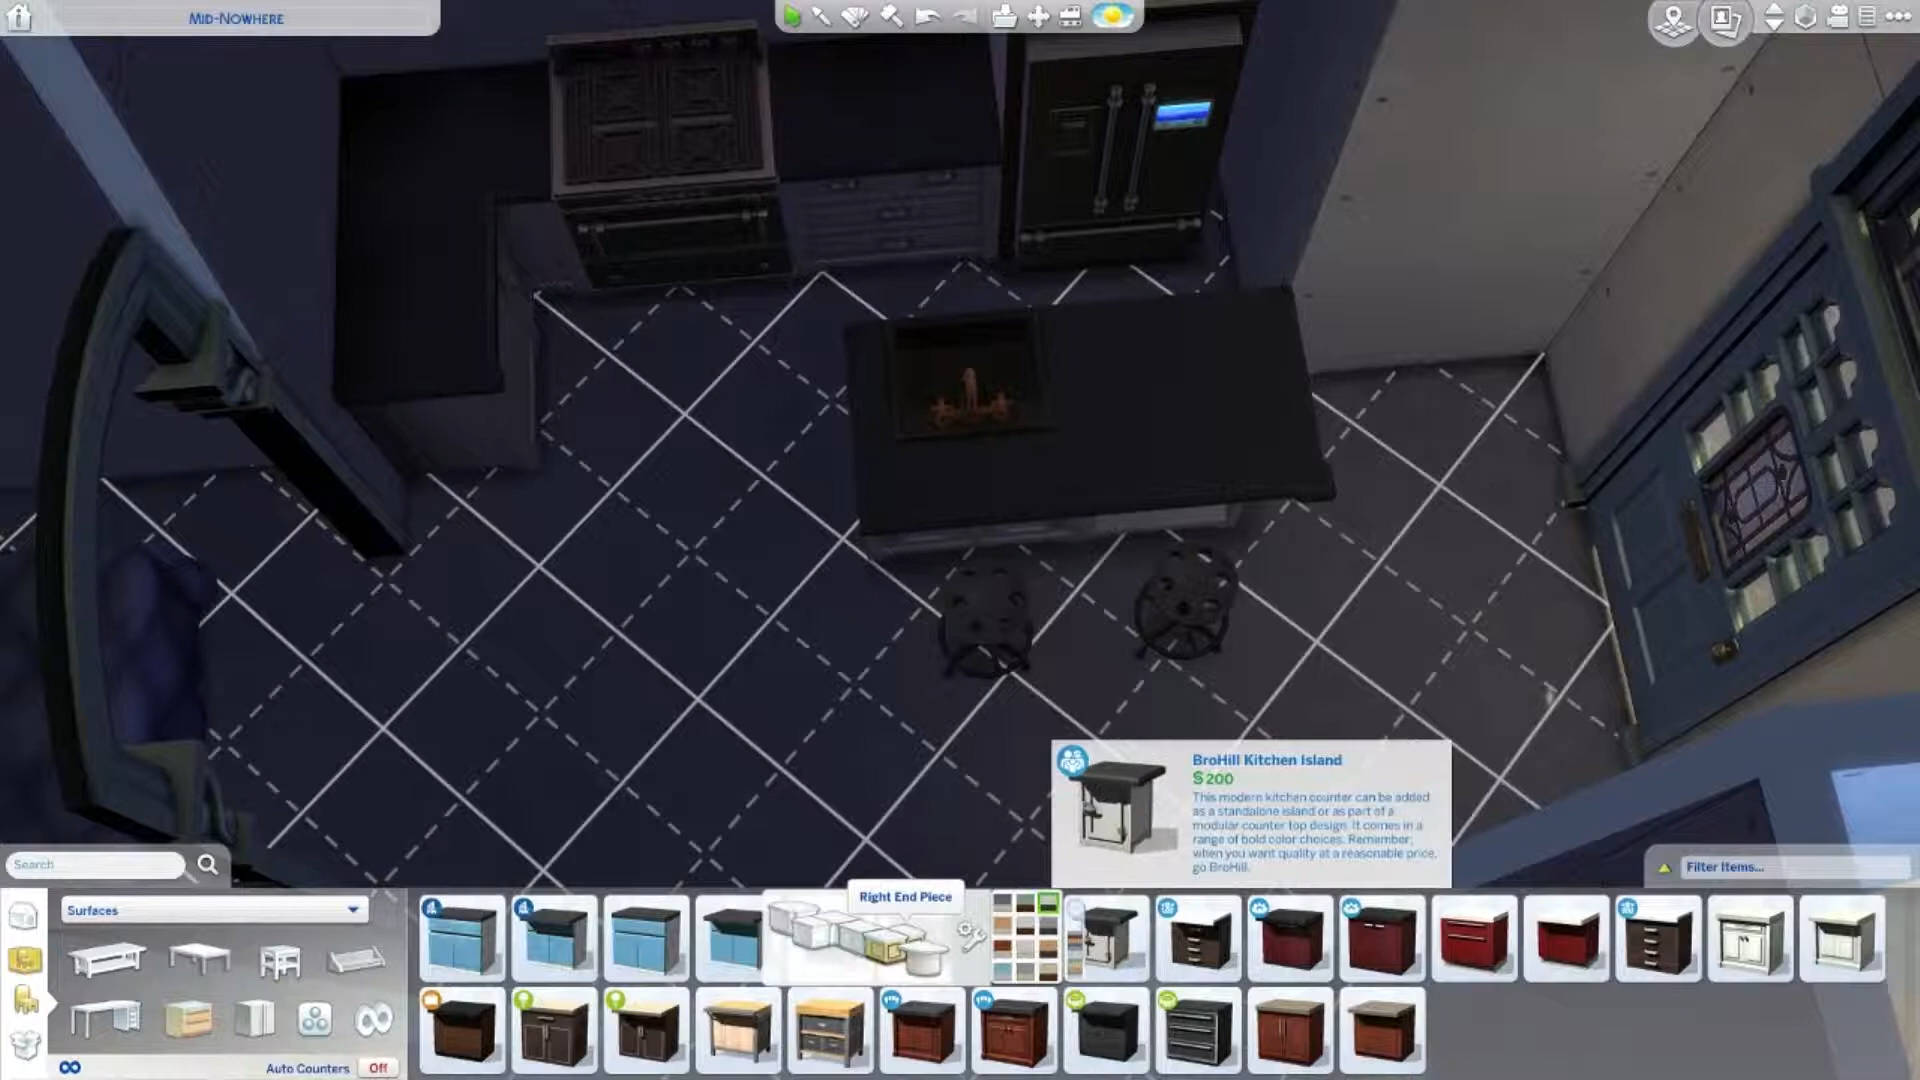 MID-NOWHERE
BroHill Kitchen Island
§200
This modern kitchen counter can be added
as a standalone island or as part of a
modular counter top design. It comes in a
range of bold color choices. Remember,
when you want quality at a reasonable price,
go BroHill.
Search
Filter Items...
Surfaces
Right End Piece
Auto Counters Off